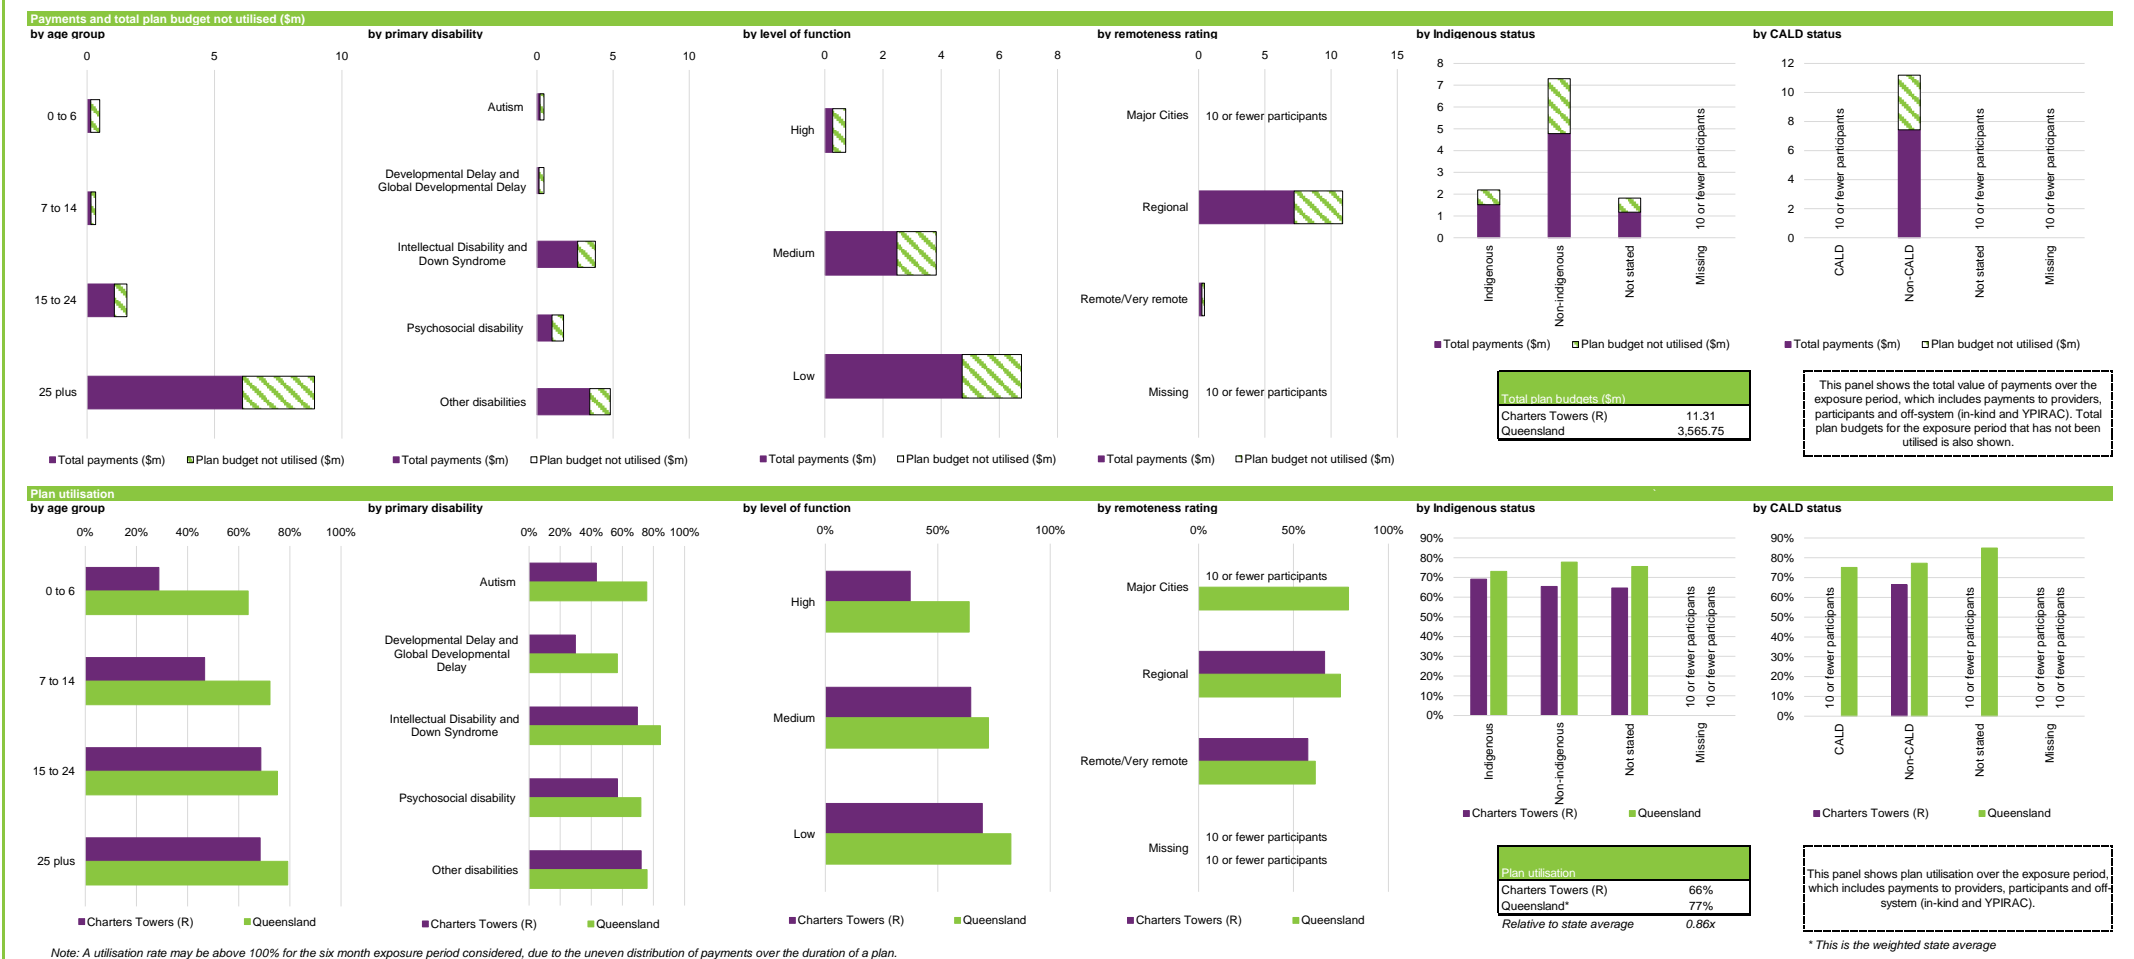 Payments and total plan budget not utilised ($m)
by age group
0 5 10
0 to 6
7 to 14
15 to 24
25 plus
Total payments ($m) Plan budget not utilised ($m)
by primary disability
0 5 10
Autism
Developmental Delay and
Global Developmental Delay
Intellectual Disability and
Down Syndrome
Psychosocial disability
Other disabilities
Total payments ($m) Plan budget not utilised ($m)
by level of function
0 2 4 6 8
High
Medium
Low
Total payments ($m) Plan budget not utilised ($m)
by remoteness rating
0 5 10 15
Major Cities 10 or fewer participants
Regional
Remote/Very remote
Missing 10 or fewer participants
Total payments ($m) Plan budget not utilised ($m)
by Indigenous status
8
7
6
5
4
3
2
1
0
10 or fewer participants
Indigenous
Non-indigenous
Not stated
Missing
Total payments ($m) Plan budget not utilised ($m)
by CALD status
12
10
8
6
4
2
0
10 or fewer participants
10 or fewer participants
10 or fewer participants
CALD
Non-CALD
Not stated
Missing
Total payments ($m) Plan budget not utilised ($m)
Total plan budgets ($m)
Charters Towers (R) 11.31
Queensland 3,565.75
This panel shows the total value of payments over the
exposure period, which includes payments to providers,
participants and off-system (in-kind and YPIRAC). Total
plan budgets for the exposure period that has not been
utilised is also shown.
Plan utilisation
by age group
0% 20% 40% 60% 80% 100%
0 to 6
7 to 14
15 to 24
25 plus
Charters Towers (R) Queensland
by primary disability
0% 20% 40% 60% 80% 100%
Autism
Developmental Delay and
Global Developmental
Delay
Intellectual Disability and
Down Syndrome
Psychosocial disability
Other disabilities
Charters Towers (R) Queensland
by level of function
0% 50% 100%
High
Medium
Low
Charters Towers (R) Queensland
by remoteness rating
0% 50% 100%
Major Cities 10 or fewer participants
Regional
Remote/Very remote
Missing
10 or fewer participants
10 or fewer participants
Charters Towers (R) Queensland
by Indigenous status
90%
80%
70%
60%
50%
40%
30%
20%
10%
0%
10 or fewer participants
10 or fewer participants
Indigenous
Non-indigenous
Not stated
Missing
Charters Towers (R) Queensland
by CALD status
90%
80%
70%
60%
50%
40%
30%
20%
10%
0%
10 or fewer participants
10 or fewer participants
10 or fewer participants
10 or fewer participants
CALD
Non-CALD
Not stated
Missing
Charters Towers (R) Queensland
Plan utilisation
Charters Towers (R) 66%
Queensland* 77%
Relative to state average 0.86x
This panel shows plan utilisation over the exposure period,
which includes payments to providers, participants and off-
system (in-kind and YPIRAC).
* This is the weighted state average
Note: A utilisation rate may be above 100% for the six month exposure period considered, due to the uneven distribution of payments over the duration of a plan.